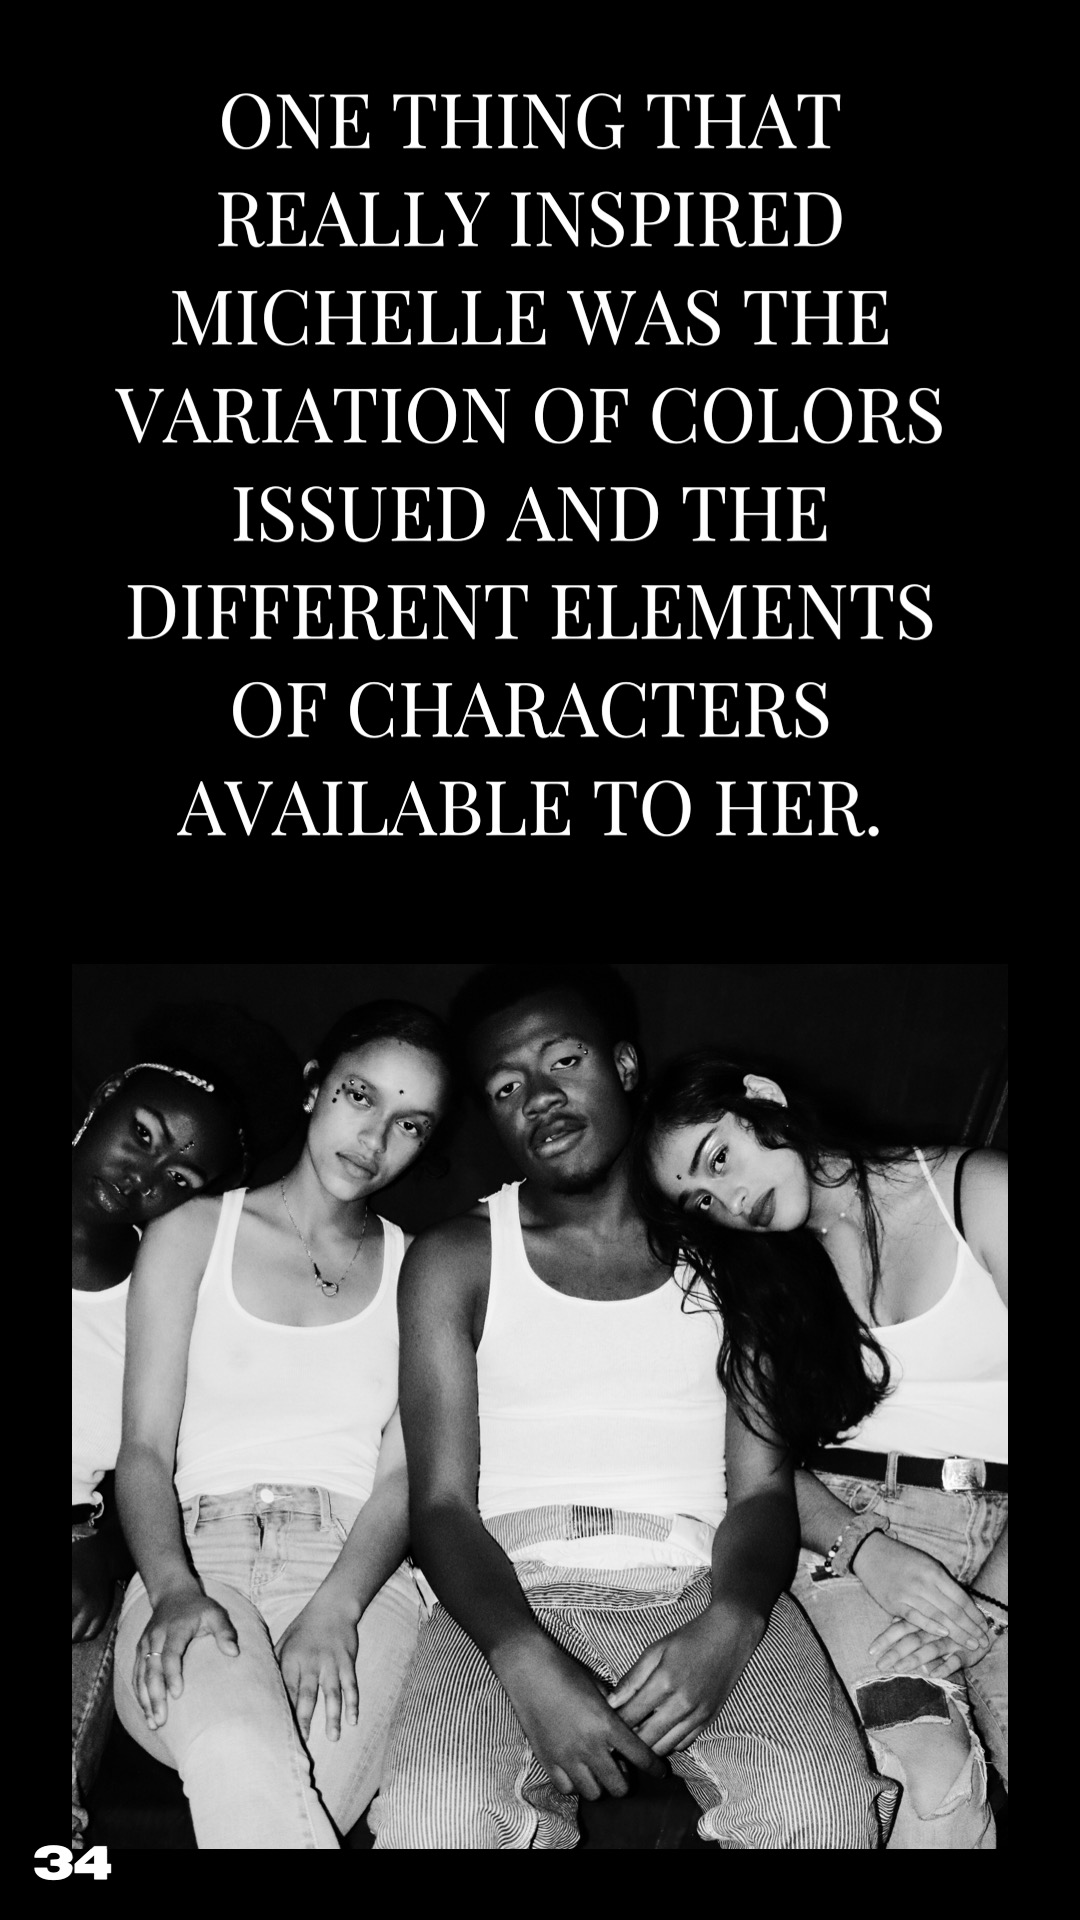 ONE THING THAT
REALLY INSPIRED
MICHELLE WAS THE
VARIATION OF COLORS
ISSUED AND THE
DIFFERENT ELEMENTS
OF CHARACTERS
AVAILABLE TO HER.
34